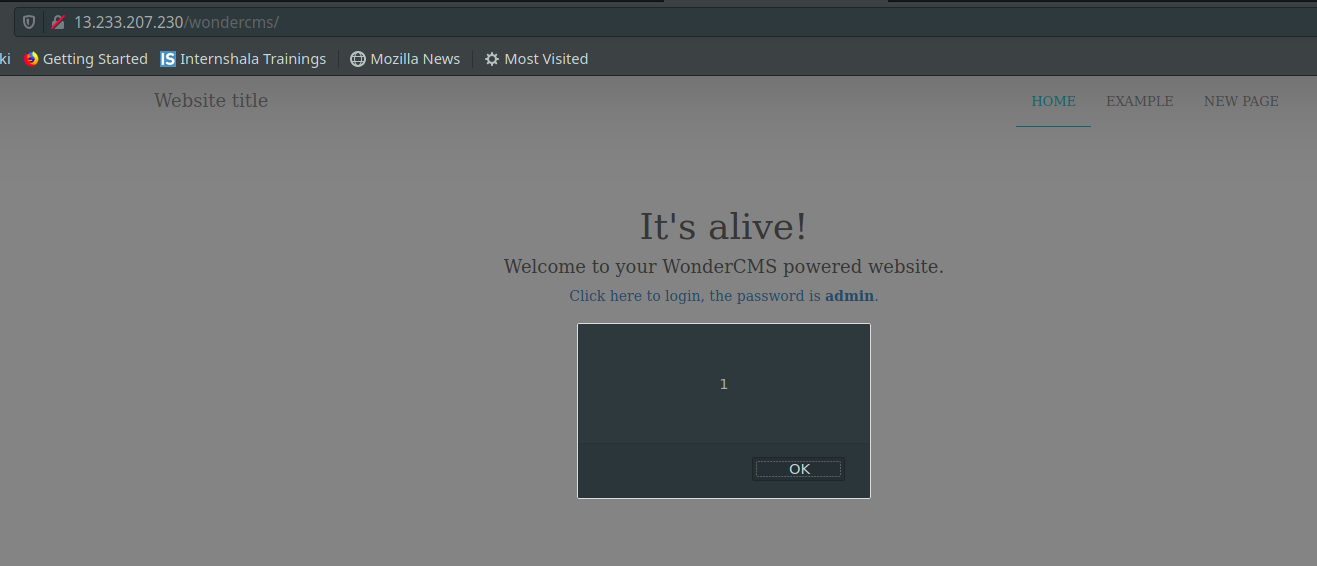 13.233.207.230/wondercms/
ki Getting Started IS Internshala Trainings Mozilla News Most Visited
Website title HOME EXAMPLE NEW PAGE
It's alive!
Welcome to your WonderCMS powered website.
Click here to login, the password is admin.
1
OK